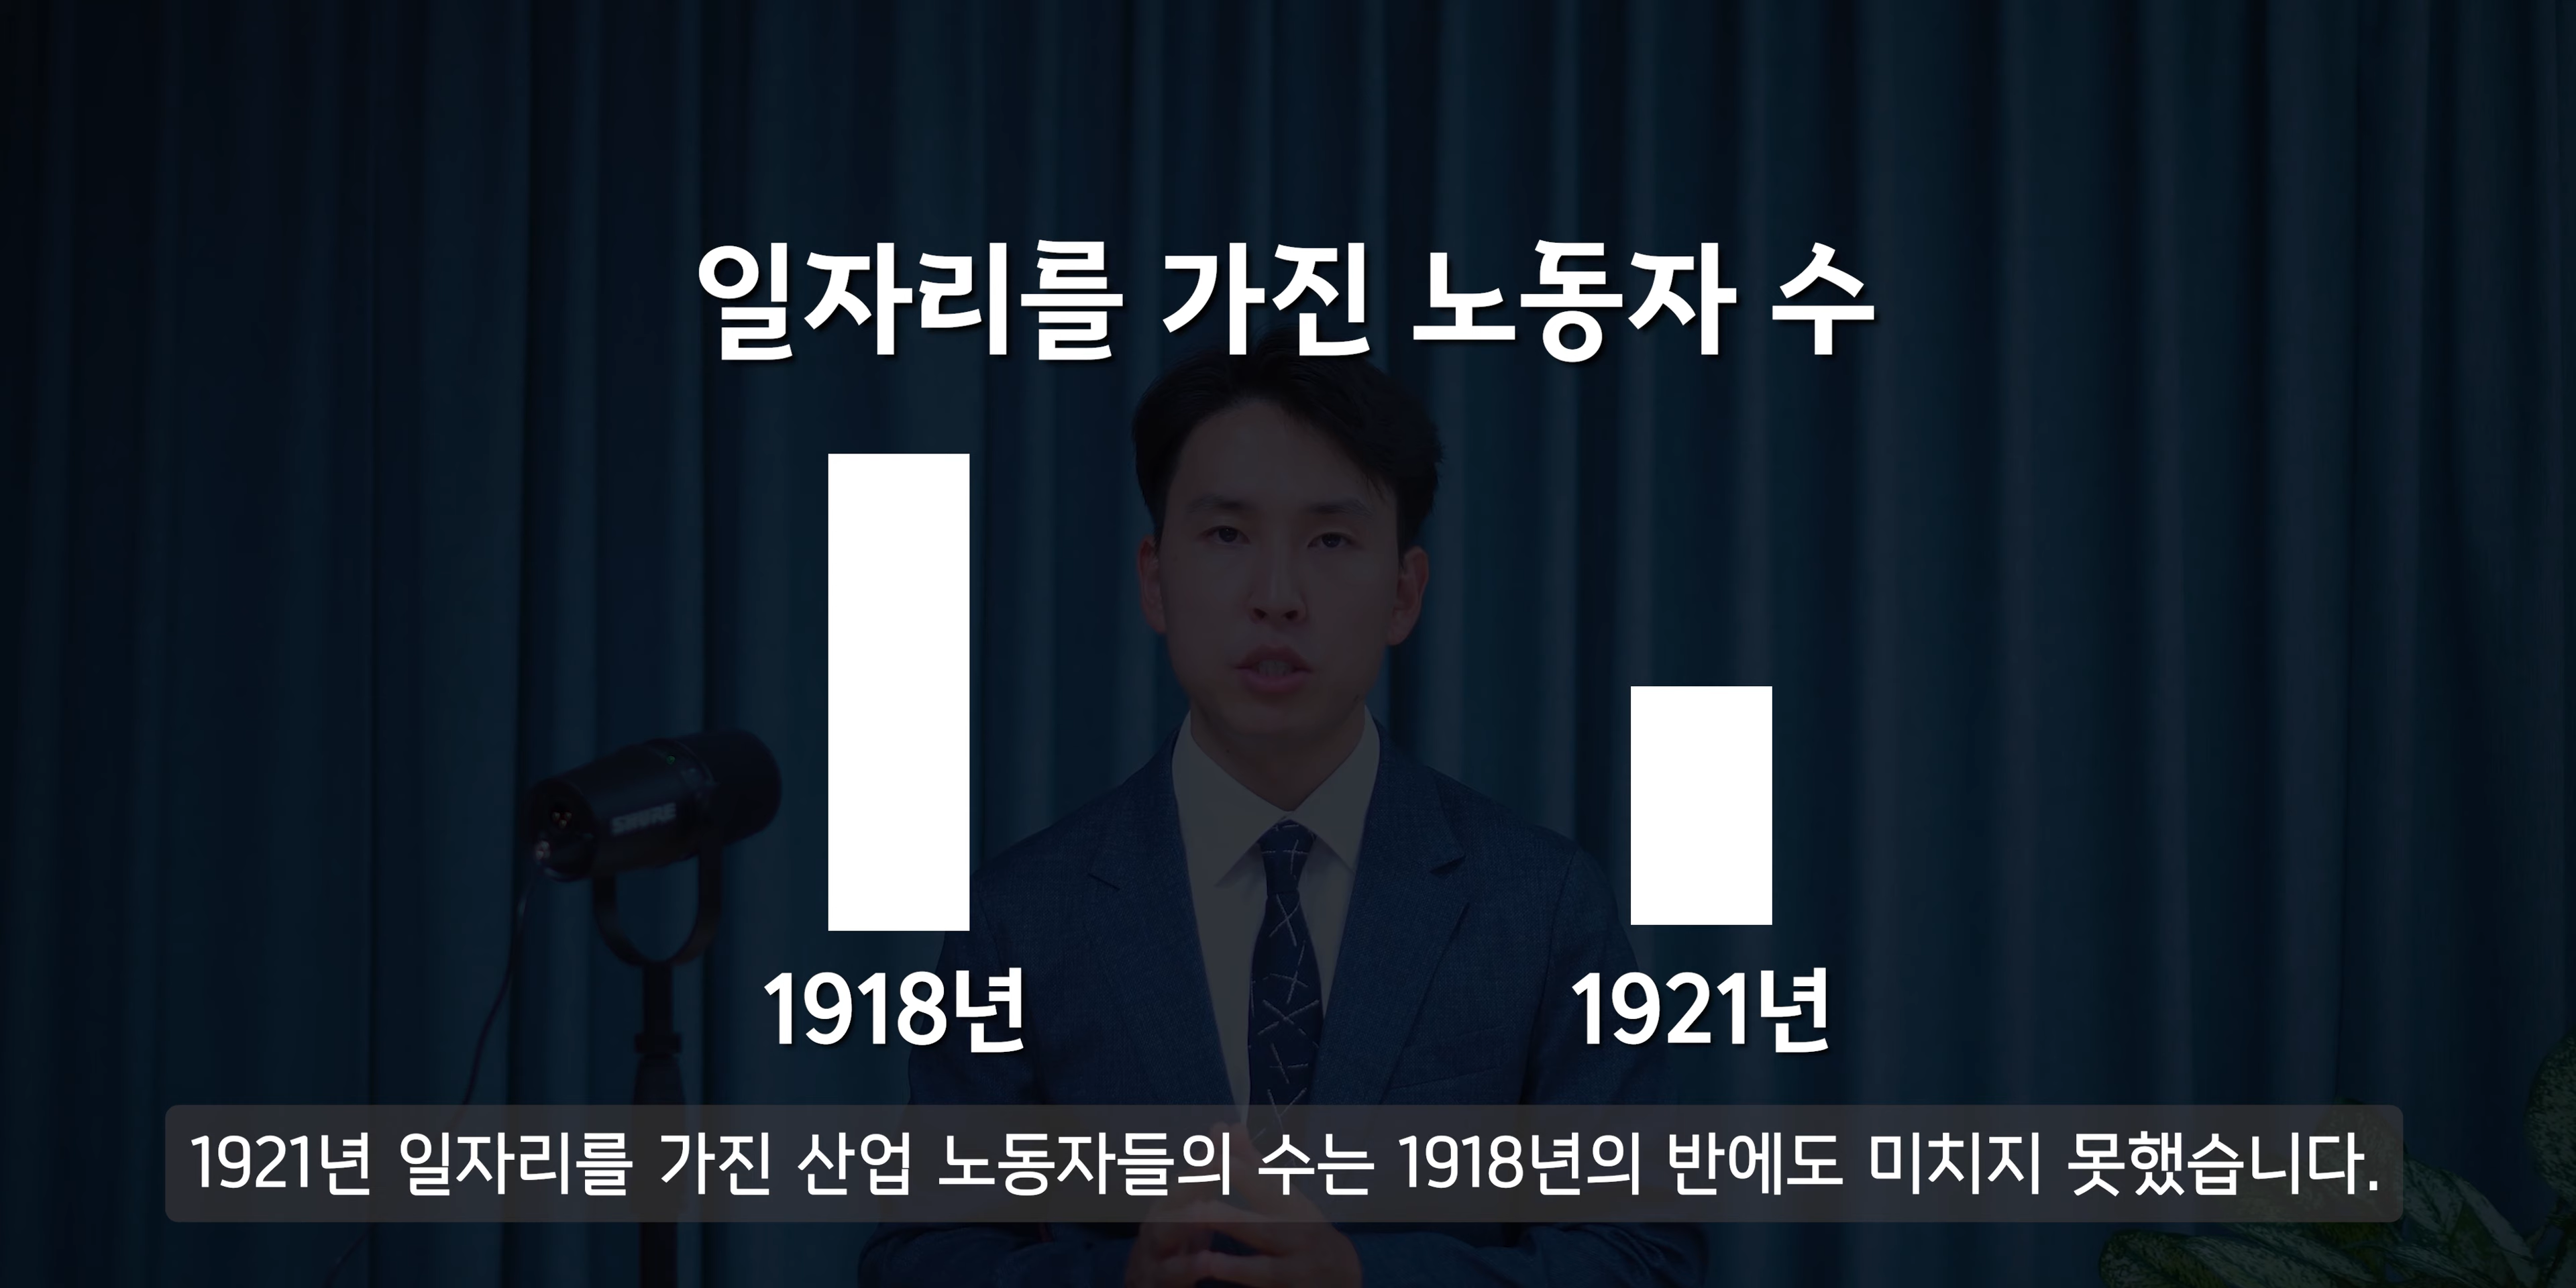 일자리를 가진 노동자 수
SHURE
1918년
1921년
1921년 일자리를 가진 산업 노동자들의 수는 1918년의 반에도 미치지 못했습니다.